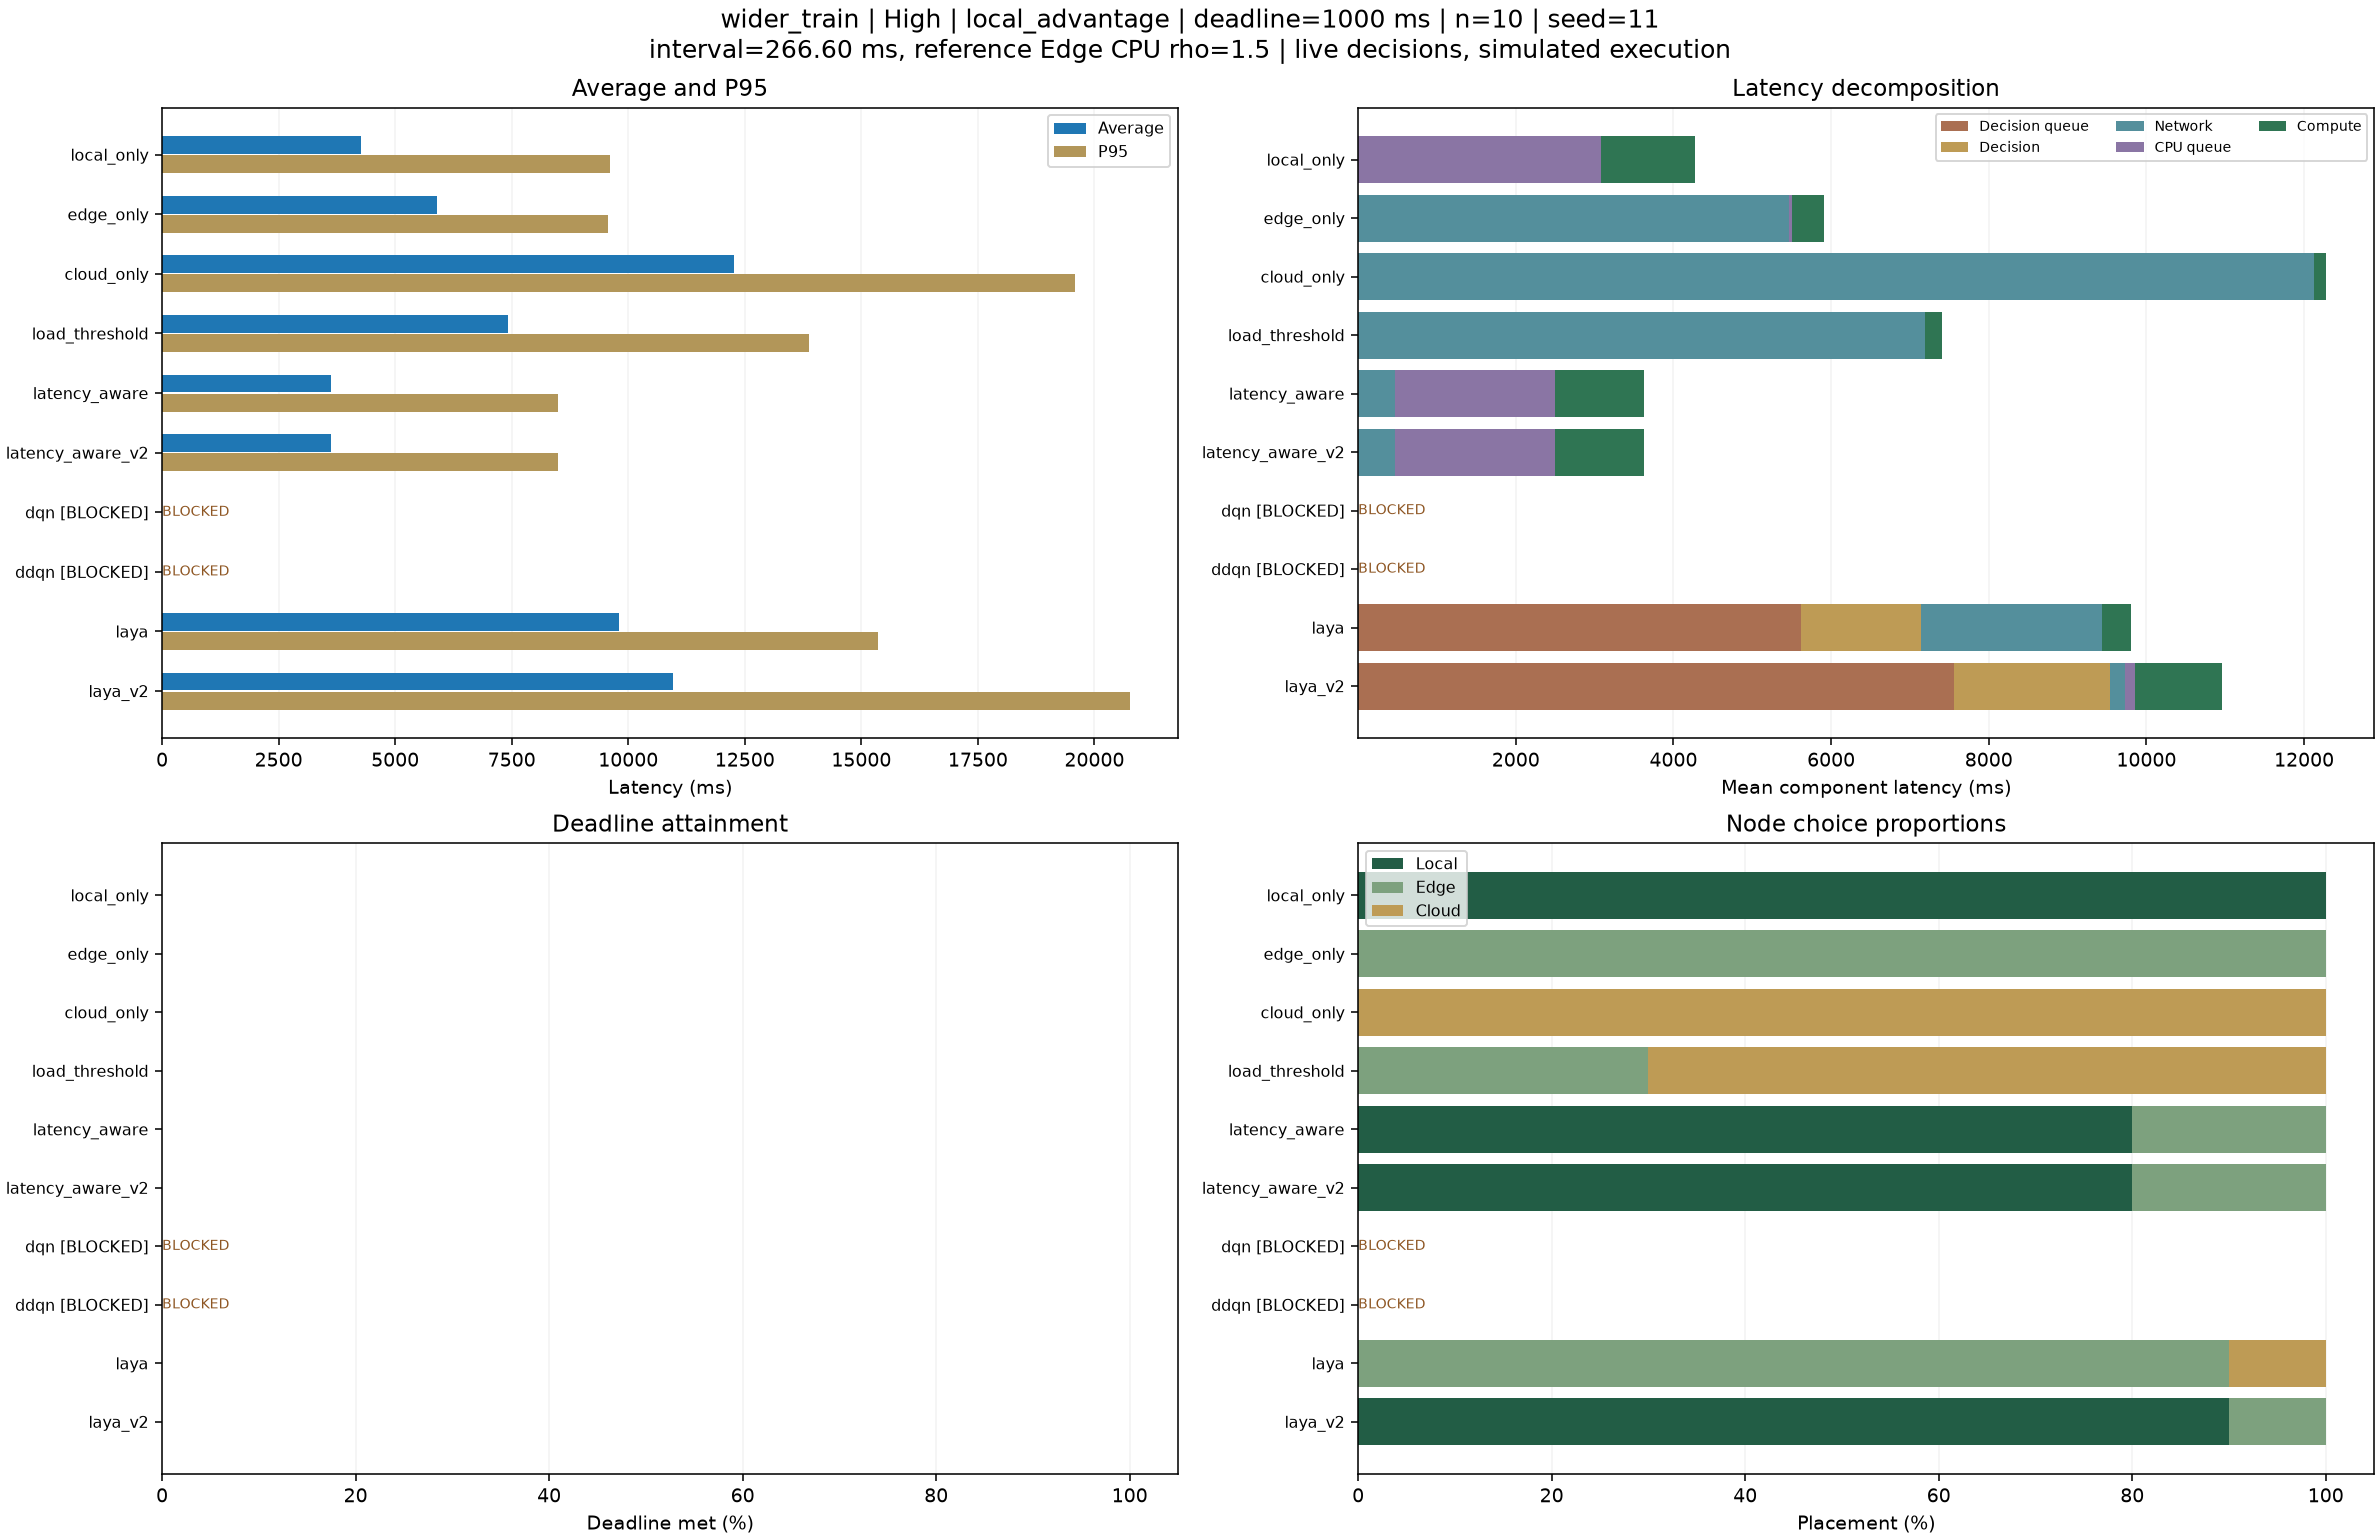 wider_train | High | local_advantage | deadline=1000 ms | n=10 | seed=11
interval=266.60 ms, reference Edge CPU rho=1.5 | live decisions, simulated execution
Average and P95
Average
P95
local_only
edge_only
cloud_only
load_threshold
latency_aware
latency_aware_v2
dqn [BLOCKED]
BLOCKED
ddqn [BLOCKED]
BLOCKED
laya
laya_v2
0
2500
5000
7500
10000
12500
15000
17500
20000
Latency (ms)
Latency decomposition
Decision queue
Network
Compute
Decision
CPU queue
local_only
edge_only
cloud_only
load_threshold
latency_aware
latency_aware_v2
dqn [BLOCKED]
BLOCKED
ddqn [BLOCKED]
BLOCKED
laya
laya_v2
2000
4000
6000
8000
10000
12000
Mean component latency (ms)
Deadline attainment
local_only
edge_only
cloud_only
load_threshold
latency_aware
latency_aware_v2
dqn [BLOCKED]
BLOCKED
ddqn [BLOCKED]
BLOCKED
laya
laya_v2
0
20
40
60
80
100
Deadline met (%)
Node choice proportions
Local
Edge
Cloud
local_only
edge_only
cloud_only
load_threshold
latency_aware
latency_aware_v2
dqn [BLOCKED]
BLOCKED
ddqn [BLOCKED]
BLOCKED
laya
laya_v2
0
20
40
60
80
100
Placement (%)